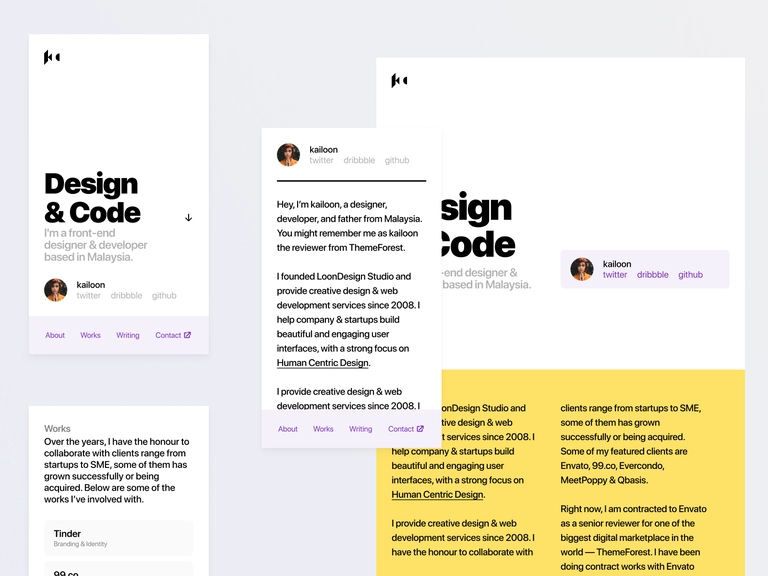 Design
& Code
I'm a front-end
designer & developer
based in Malaysia.
kailoon
twitter dribbble github
About Works Writing Contact
Works
Over the years, I have the honour to
collaborate with clients range from
startups to SME, some of them has
grown successfully or being
acquired. Below are some of the
works I've involved with.
Tinder
Branding & Identity
99.co
kailoon
twitter dribbble github
Hey, I'm kailoon, a designer,
developer, and father from Malaysia.
You might remember me as kailoon
the reviewer from ThemeForest.
I founded LoonDesign Studio and
provide creative design & web
development services since 2008. I
help company & startups build
beautiful and engaging user
interfaces, with a strong focus on
Human Centric Design.
I provide creative design & web
development services since 2008. I
About Works Writing Contact
sign
Code
-end designer &
based in Malaysia.
kailoon
twitter dribbble github
onDesign Studio and
tive design & web
t services since 2008. I
help company & startups build
beautiful and engaging user
interfaces, with a strong focus on
Human Centric Design.
I provide creative design & web
development services since 2008. I
have the honour to collaborate with
clients range from startups to SME,
some of them has grown
successfully or being acquired.
Some of my featured clients are
Envato, 99.co, Evercondo,
MeetPoppy & Qbasis.
Right now, I am contracted to Envato
as a senior reviewer for one of the
biggest digital marketplace in the
world — ThemeForest. I have been
doing contract works with Envato